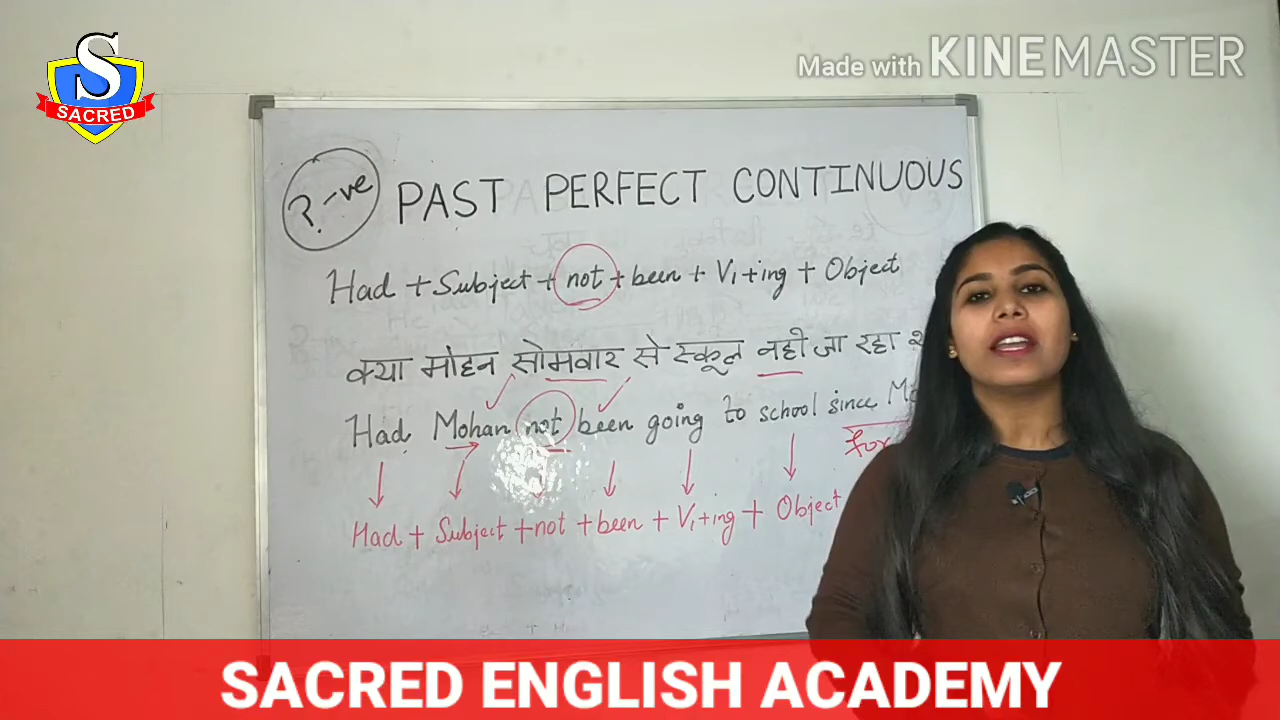 S
SACRED
Made with KINEMASTER
? -ve
PAST PERFECT CONTINUOUS
Had + Subject + not + been + V1+ing + Object
क्या मोहन सोमवार से स्कूल नही जा रहा
Had Mohan not been going to school since
for
Had + Subject + not + been + V1+ing + Object
SACRED ENGLISH ACADEMY